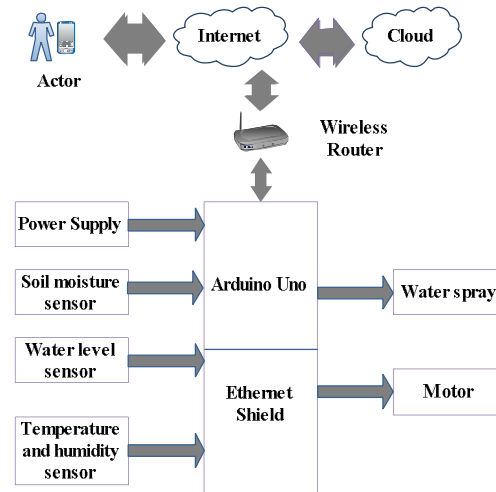 Internet
Cloud
Actor
Wireless
Router
Power Supply
Soil moisture
sensor
Arduino Uno
Water spray
Water level
sensor
Ethernet
Shield
Motor
Temperature
and humidity
sensor